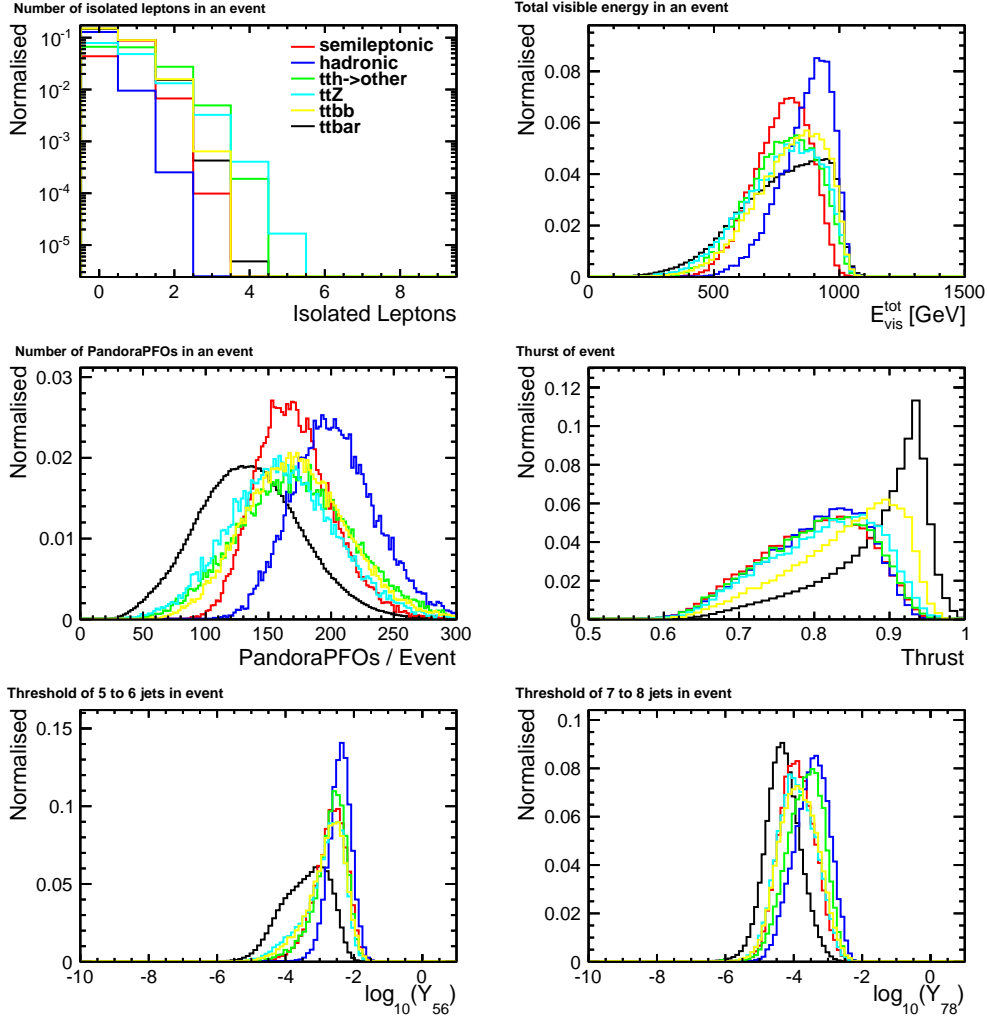 Number of isolated leptons in an event
Normalised
10^-1
10^-2
10^-3
10^-4
10^-5
semileptonic
hadronic
tth->other
ttZ
ttbb
ttbar
0 2 4 6 8
Isolated Leptons
Total visible energy in an event
Normalised
0.08
0.06
0.04
0.02
0
0 500 1000 1500
E_vis^tot [GeV]
Number of PandoraPFOs in an event
Normalised
0.03
0.02
0.01
0
0 50 100 150 200 250 300
PandoraPFOs / Event
Thurst of event
Normalised
0.12
0.1
0.08
0.06
0.04
0.02
0
0.5 0.6 0.7 0.8 0.9 1
Thrust
Threshold of 5 to 6 jets in event
Normalised
0.15
0.1
0.05
0
-10 -8 -6 -4 -2 0
log_10(Y_56)
Threshold of 7 to 8 jets in event
Normalised
0.1
0.08
0.06
0.04
0.02
0
-10 -8 -6 -4 -2 0
log_10(Y_78)